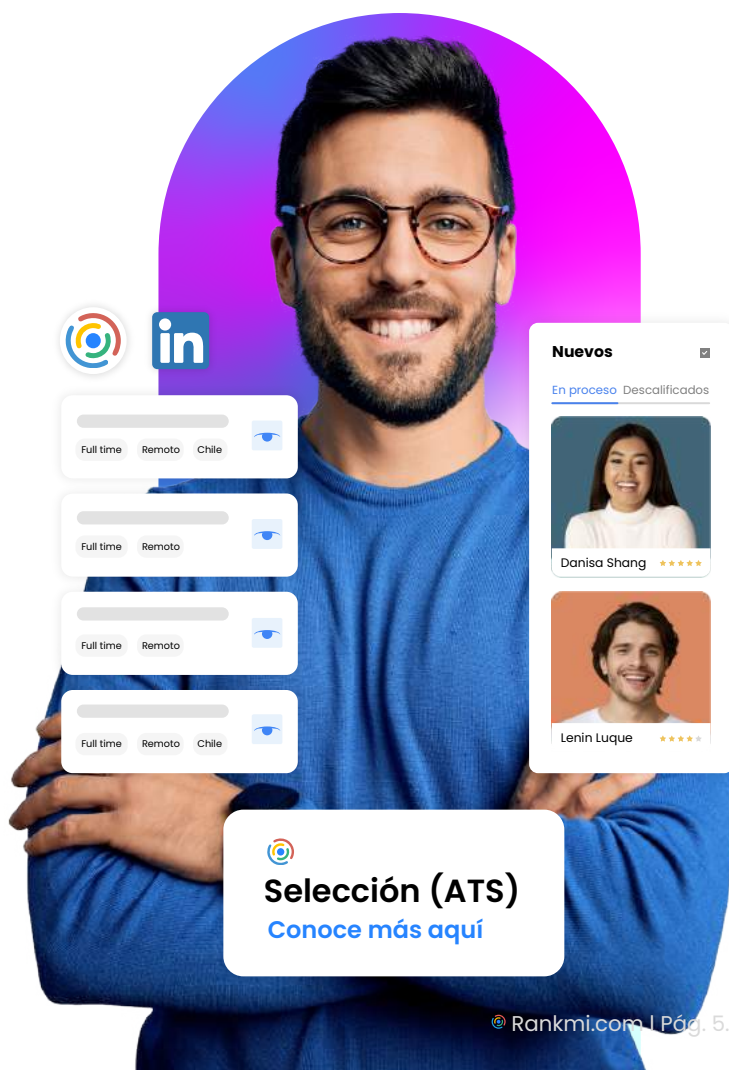 in
Full time Remoto Chile
Full time Remoto
Full time Remoto
Full time Remoto Chile
Nuevos
En proceso Descalificados
Danisa Shang
Lenin Luque
Selección (ATS)
Conoce más aquí
Rankmi.com | Pág. 5.